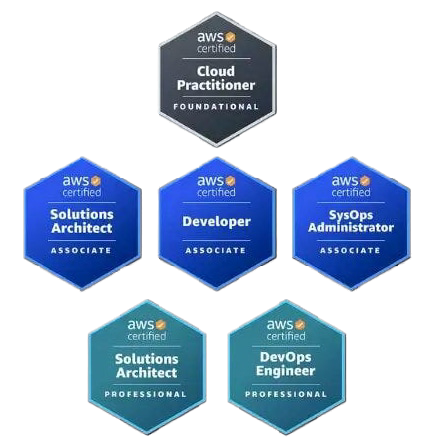 aws
certified
Cloud
Practitioner
FOUNDATIONAL
aws
certified
Solutions
Architect
ASSOCIATE
aws
certified
Developer
ASSOCIATE
aws
certified
SysOps
Administrator
ASSOCIATE
aws
certified
Solutions
Architect
PROFESSIONAL
aws
certified
DevOps
Engineer
PROFESSIONAL